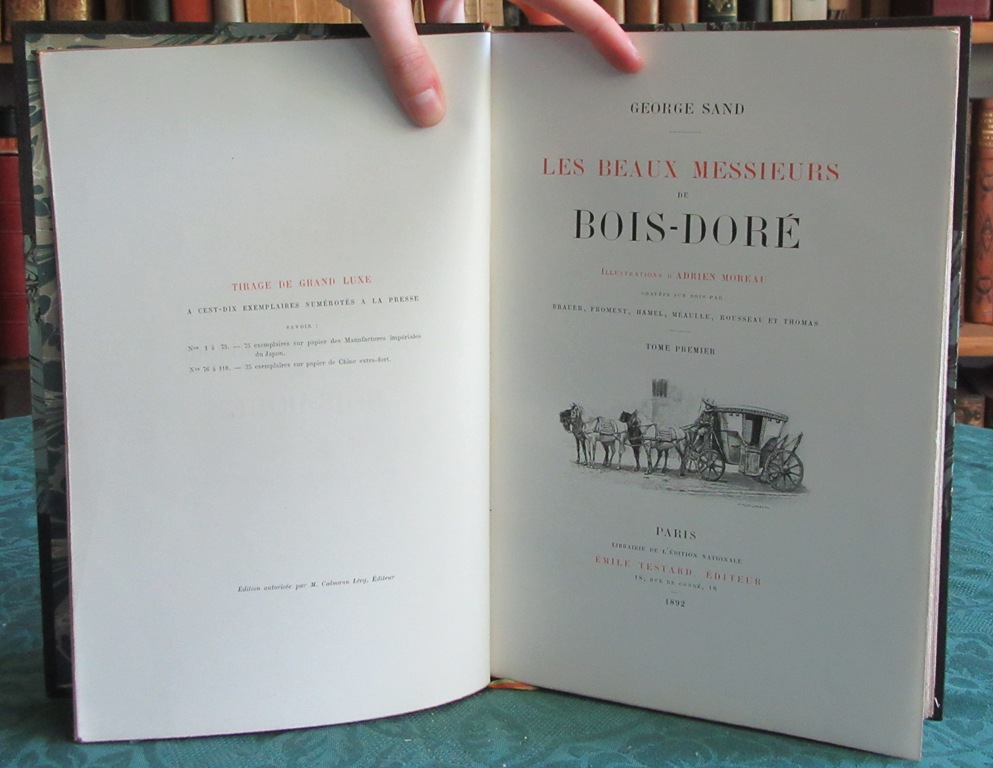 TIRAGE DE GRAND LUXE
A CENT-DIX EXEMPLAIRES NUMÉROTÉS A LA PRESSE
SAVOIR :
Nos 1 à 75. — 75 exemplaires sur papier des Manufactures impériales
du Japon.
Nos 76 à 110. — 35 exemplaires sur papier de Chine extra-fort.
Édition autorisée par M. Calmann Lévy, Éditeur
GEORGE SAND
LES BEAUX MESSIEURS
DE
BOIS-DORÉ
ILLUSTRATIONS D'ADRIEN MOREAU
GRAVÉES SUR BOIS PAR
BRAUER, FROMENT, HAMEL, MÉAULLE, ROUSSEAU ET THOMAS
TOME PREMIER
PARIS
LIBRAIRIE DE L'ÉDITION NATIONALE
ÉMILE TESTARD ÉDITEUR
18, RUE DE CONDÉ, 18
1892